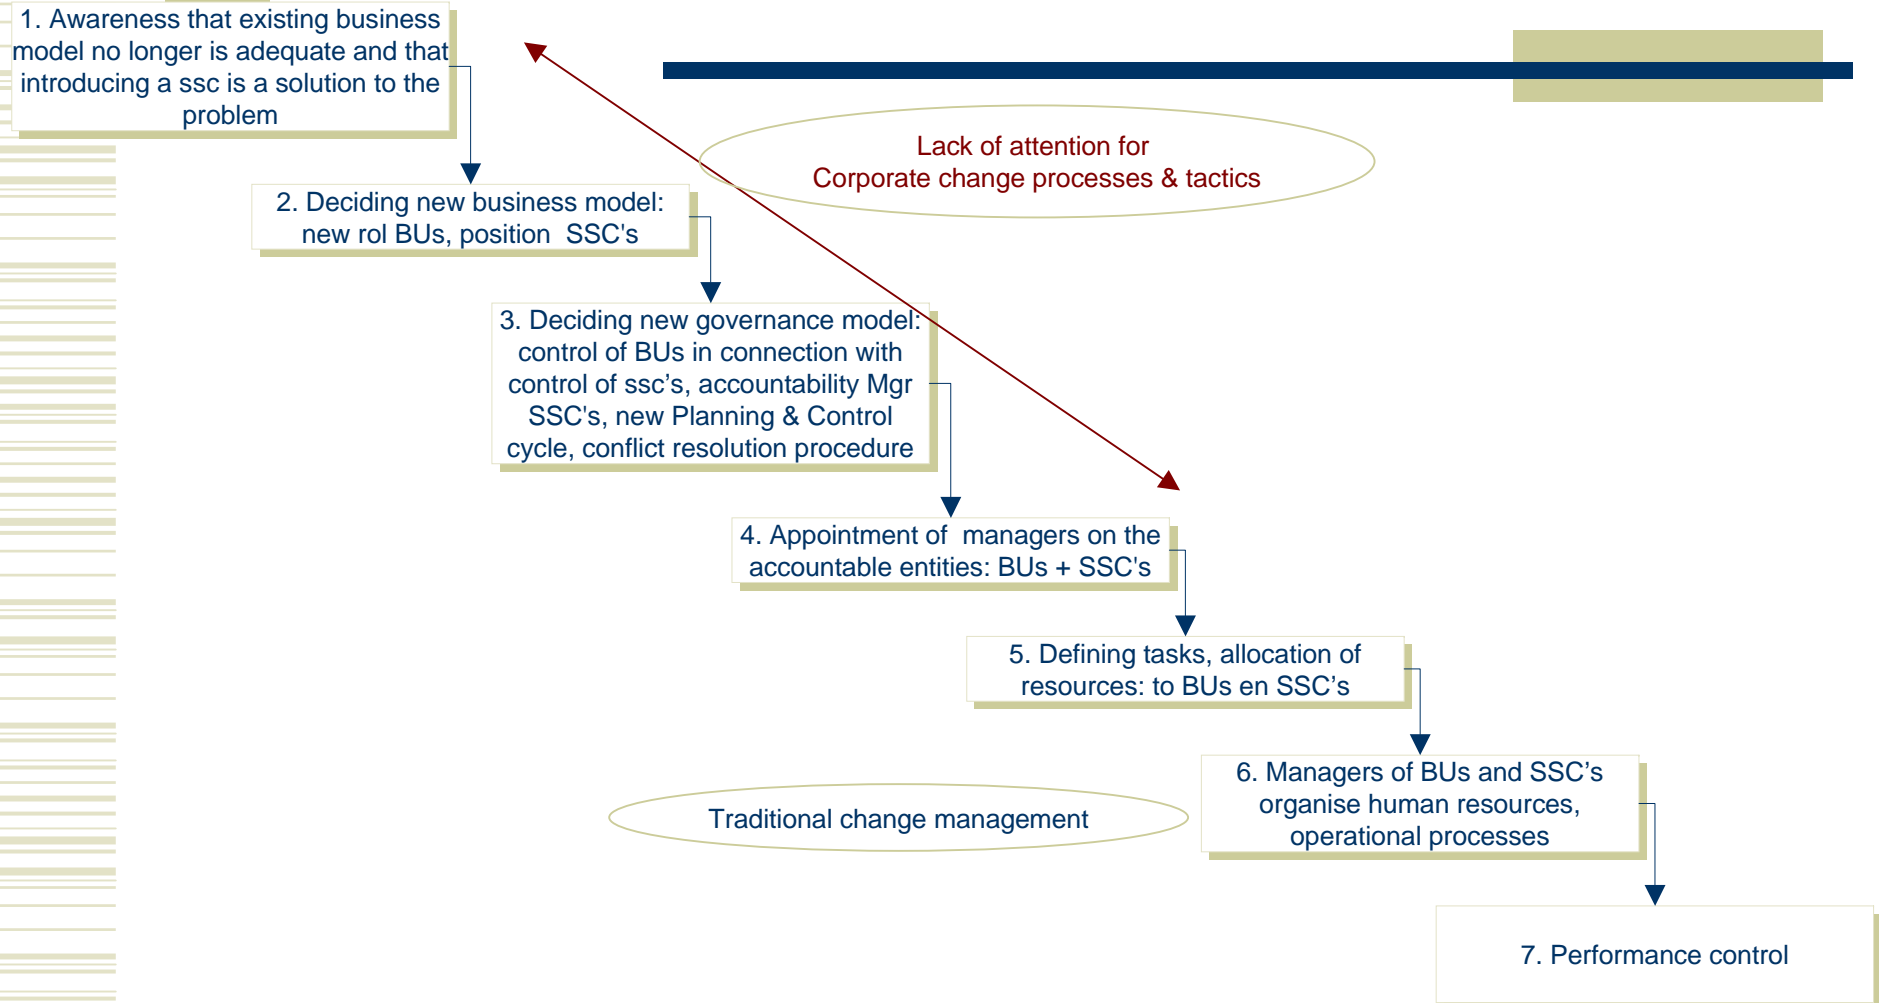 1. Awareness that existing business
model no longer is adequate and that
introducing a ssc is a solution to the
problem
Lack of attention for
Corporate change processes & tactics
2. Deciding new business model:
new rol BUs, position  SSC's
3. Deciding new governance model:
control of BUs in connection with
control of ssc’s, accountability Mgr
SSC's, new Planning & Control
cycle, conflict resolution procedure
4. Appointment of  managers on the
accountable entities: BUs + SSC's
5. Defining tasks, allocation of
resources: to BUs en SSC’s
6. Managers of BUs and SSC’s
organise human resources,
operational processes
Traditional change management
7. Performance control